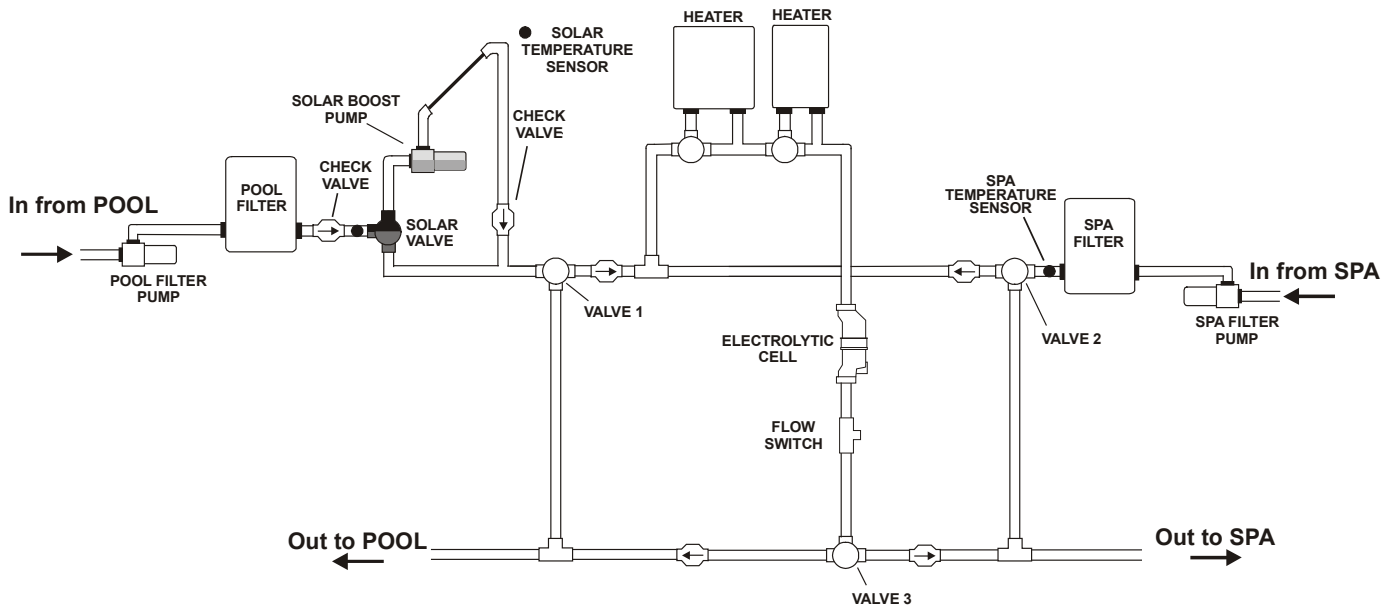 HEATER
HEATER
SOLAR
TEMPERATURE
SENSOR
SOLAR BOOST
PUMP
CHECK
VALVE
CHECK
VALVE
POOL
FILTER
In from POOL
SOLAR
VALVE
POOL FILTER
PUMP
SPA
TEMPERATURE
SENSOR
SPA
FILTER
In from SPA
VALVE 1
VALVE 2
SPA FILTER
PUMP
ELECTROLYTIC
CELL
FLOW
SWITCH
Out to POOL
Out to SPA
VALVE 3